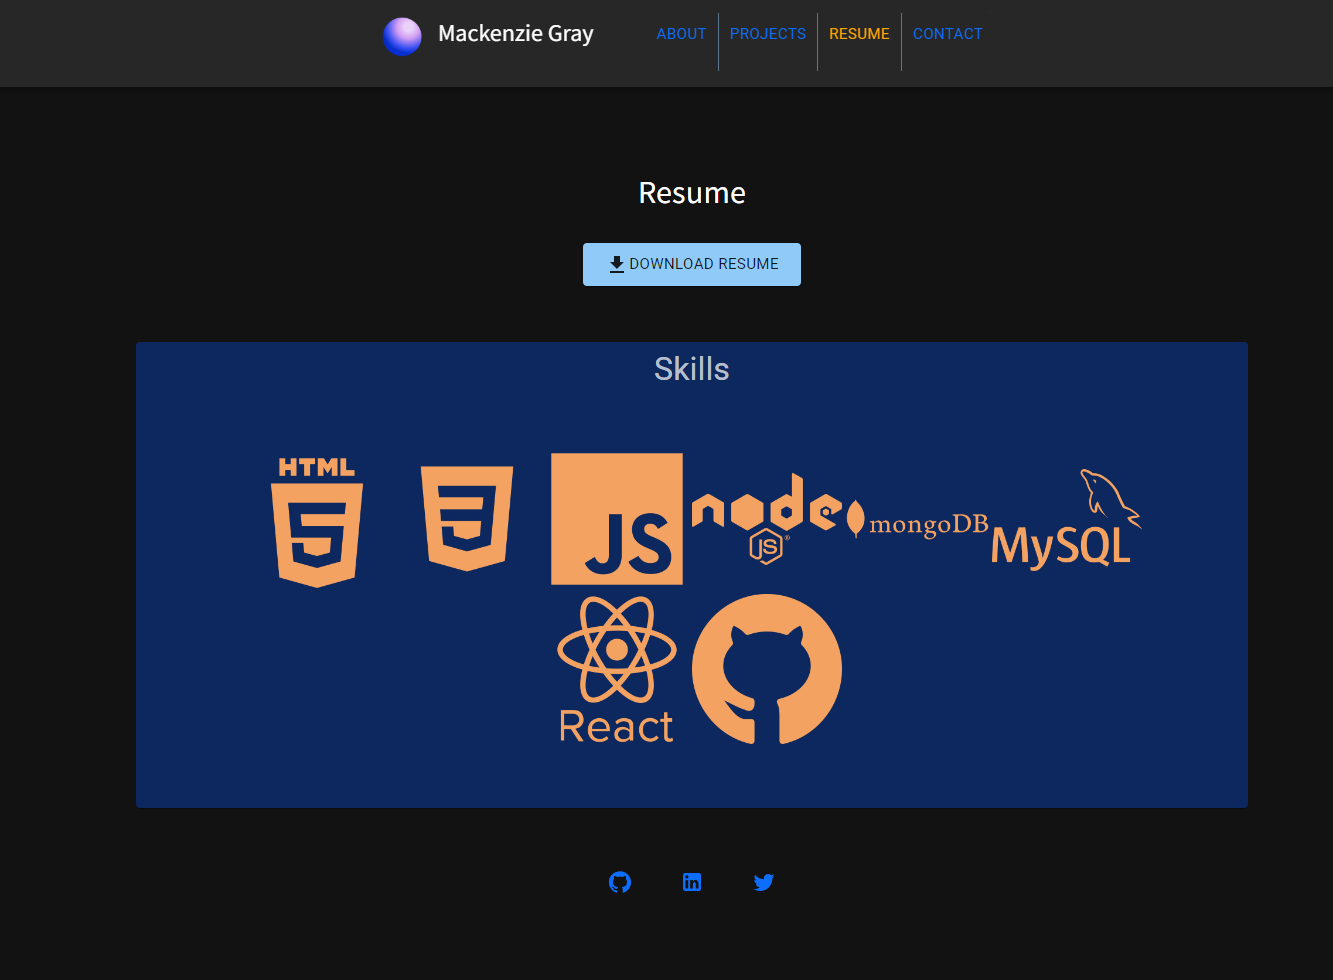 Mackenzie Gray
ABOUT
PROJECTS
RESUME
CONTACT
Resume
DOWNLOAD RESUME
Skills
HTML
5
3
JS
node
JS
®
mongoDB
MySQL
React
in